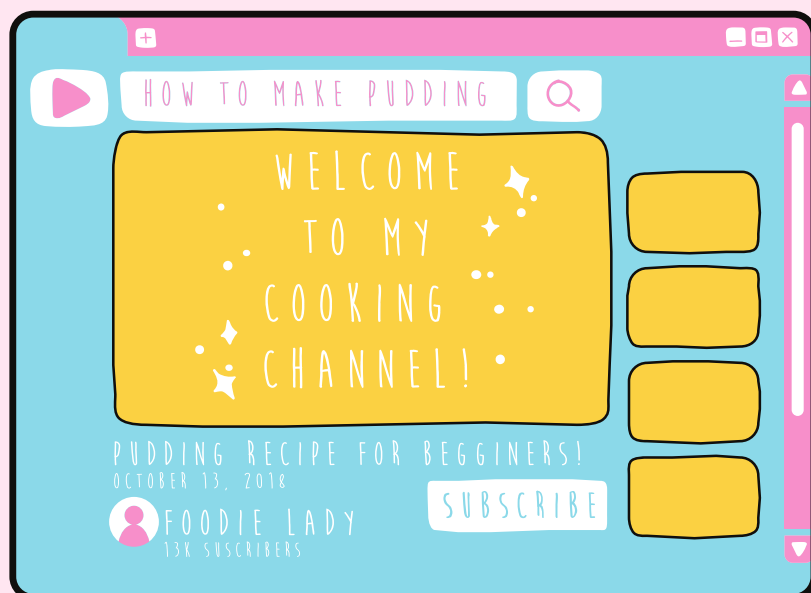 HOW TO MAKE PUDDING
WELCOME
TO MY
COOKING
CHANNEL!
PUDDING RECIPE FOR BEGGINERS!
OCTOBER 13, 2018
FOODIE LADY
SUBSCRIBE
13K SUSCRIBERS